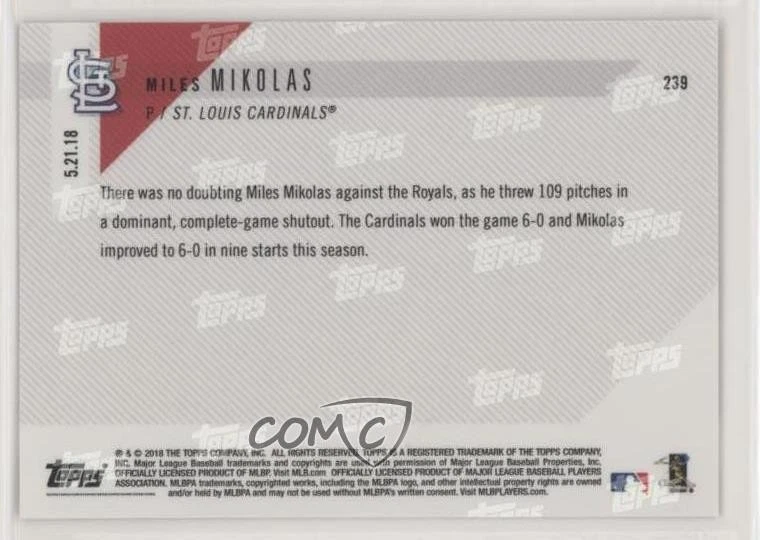 MILES MIKOLAS
239
P / ST. LOUIS CARDINALS®
5.21.18
There was no doubting Miles Mikolas against the Royals, as he threw 109 pitches in
a dominant, complete-game shutout. The Cardinals won the game 6-0 and Mikolas
improved to 6-0 in nine starts this season.
COMC
Topps
® & © 2018 THE TOPPS COMPANY, INC. ALL RIGHTS RESERVED. TOPPS IS A REGISTERED TRADEMARK OF THE TOPPS COMPANY,
INC. Major League Baseball trademarks and copyrights are used with permission of Major League Baseball Properties, Inc.
OFFICIALLY LICENSED PRODUCT OF MLBP. Visit MLB.com OFFICIALLY LICENSED PRODUCT OF MAJOR LEAGUE BASEBALL PLAYERS
ASSOCIATION. MLBPA trademarks, copyrighted works, including the MLBPA logo, and other intellectual property rights are owned
and/or held by MLBPA and may not be used without MLBPA's written consent. Visit MLBPLAYERS.com.